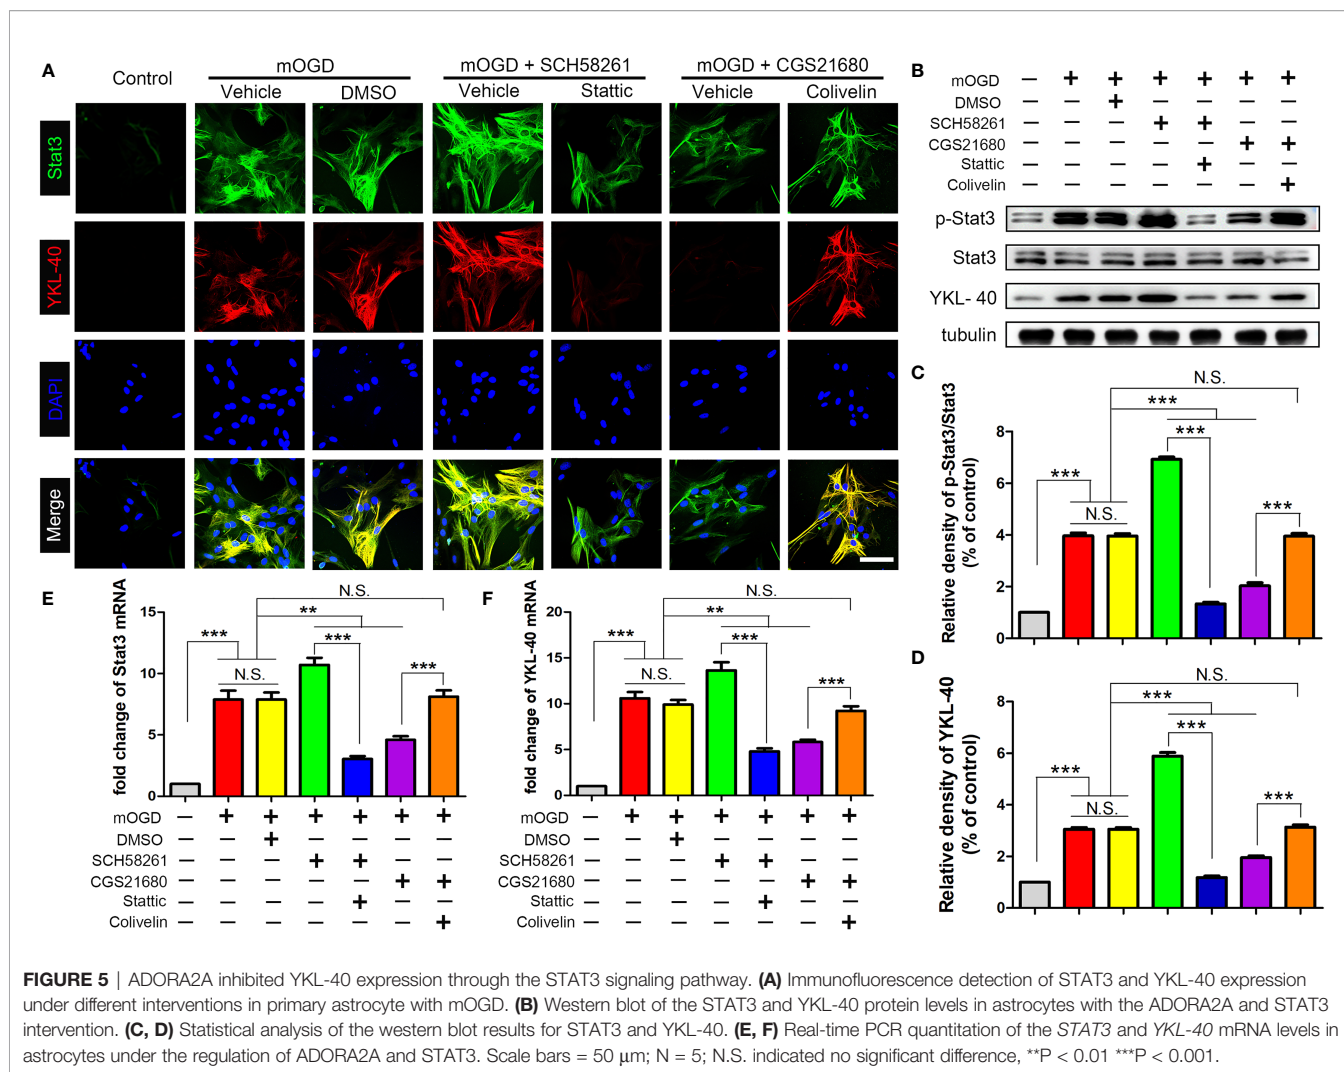 A
Control
mOGD
mOGD + SCH58261
mOGD + CGS21680
Vehicle
DMSO
Vehicle
Stattic
Vehicle
Colivelin
Stat3
YKL-40
DAPI
Merge
B
mOGD − + + + + + +
DMSO − − + − − − −
SCH58261 − − − + + − −
CGS21680 − − − − − + +
Stattic − − − − + − −
Colivelin − − − − − − +
p-Stat3
Stat3
YKL- 40
tubulin
C
Relative density of p-Stat3/Stat3
(% of control)
8
6
4
2
0
***
N.S.
***
***
***
N.S.
D
Relative density of YKL-40
(% of control)
8
6
4
2
0
***
N.S.
***
***
***
N.S.
E
fold change of Stat3 mRNA
15
10
5
0
***
N.S.
**
***
***
N.S.
mOGD − + + + + + +
DMSO − − + − − − −
SCH58261 − − − + + − −
CGS21680 − − − − − + +
Stattic − − − − + − −
Colivelin − − − − − − +
F
fold change of YKL-40 mRNA
20
15
10
5
0
***
N.S.
**
***
***
N.S.
mOGD − + + + + + +
DMSO − − + − − − −
SCH58261 − − − + + − −
CGS21680 − − − − − + +
Stattic − − − − + − −
Colivelin − − − − − − +
FIGURE 5 | ADORA2A inhibited YKL-40 expression through the STAT3 signaling pathway. (A) Immunofluorescence detection of STAT3 and YKL-40 expression
under different interventions in primary astrocyte with mOGD. (B) Western blot of the STAT3 and YKL-40 protein levels in astrocytes with the ADORA2A and STAT3
intervention. (C, D) Statistical analysis of the western blot results for STAT3 and YKL-40. (E, F) Real-time PCR quantitation of the STAT3 and YKL-40 mRNA levels in
astrocytes under the regulation of ADORA2A and STAT3. Scale bars = 50 μm; N = 5; N.S. indicated no significant difference, **P < 0.01 ***P < 0.001.